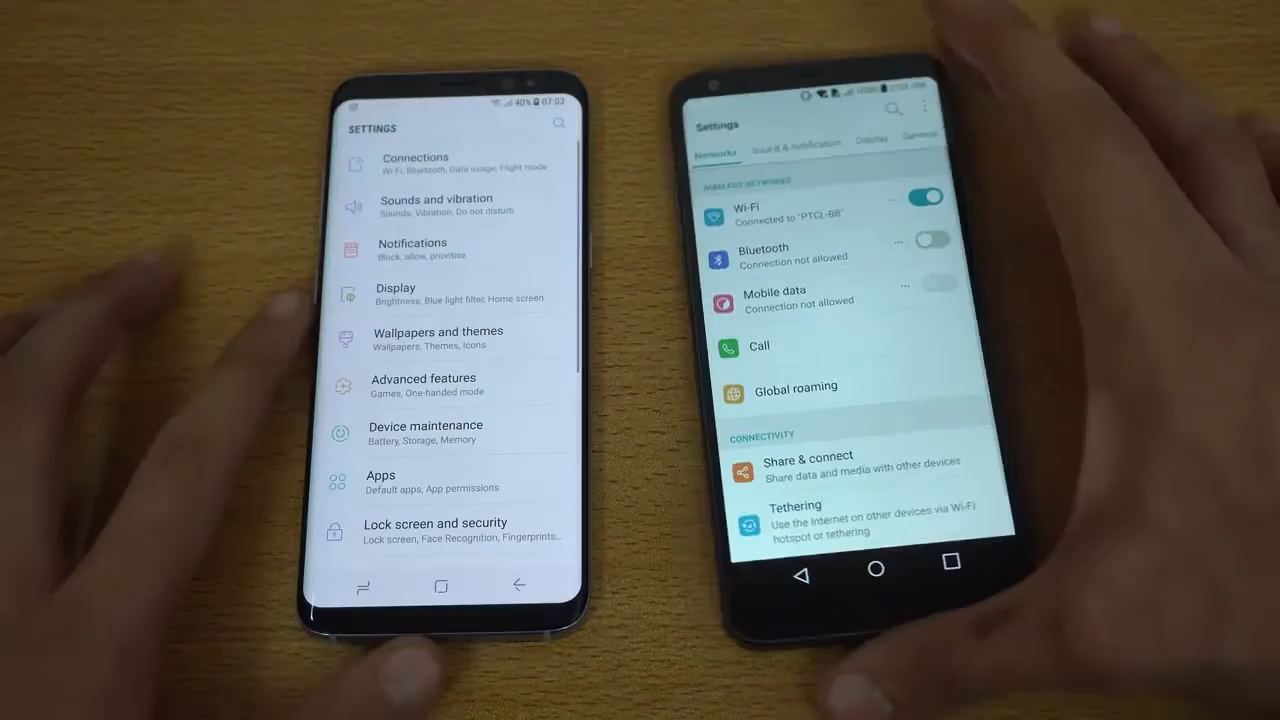 40% 07:03
SETTINGS
Connections
Wi-Fi, Bluetooth, Data usage, Flight mode
Sounds and vibration
Sounds, Vibration, Do not disturb
Notifications
Block, allow, prioritise
Display
Brightness, Blue light filter, Home screen
Wallpapers and themes
Wallpapers, Themes, Icons
Advanced features
Games, One-handed mode
Device maintenance
Battery, Storage, Memory
Apps
Default apps, App permissions
Lock screen and security
Lock screen, Face Recognition, Fingerprints...
Settings
Networks Sound & notification Display General
WIRELESS NETWORKS
Wi-Fi
Connected to "PTCL-BB"
Bluetooth
Connection not allowed
Mobile data
Connection not allowed
Call
Global roaming
CONNECTIVITY
Share & connect
Share data and media with other devices
Tethering
Use the Internet on other devices via Wi-Fi
hotspot or tethering